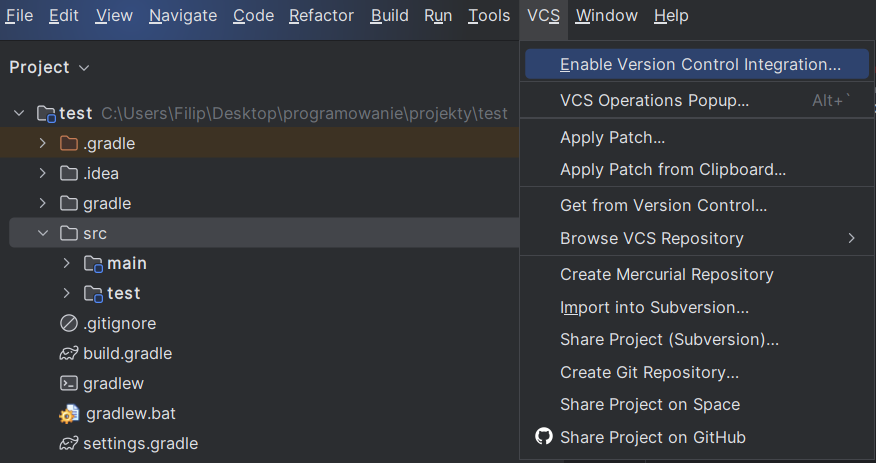 File Edit View Navigate Code Refactor Build Run Tools VCS Window Help
Project
test C:\Users\Filip\Desktop\programowanie\projekty\test
.gradle
.idea
gradle
src
main
test
.gitignore
build.gradle
gradlew
gradlew.bat
settings.gradle
Enable Version Control Integration...
VCS Operations Popup... Alt+`
Apply Patch...
Apply Patch from Clipboard...
Get from Version Control...
Browse VCS Repository
Create Mercurial Repository
Import into Subversion...
Share Project (Subversion)...
Create Git Repository...
Share Project on Space
Share Project on GitHub